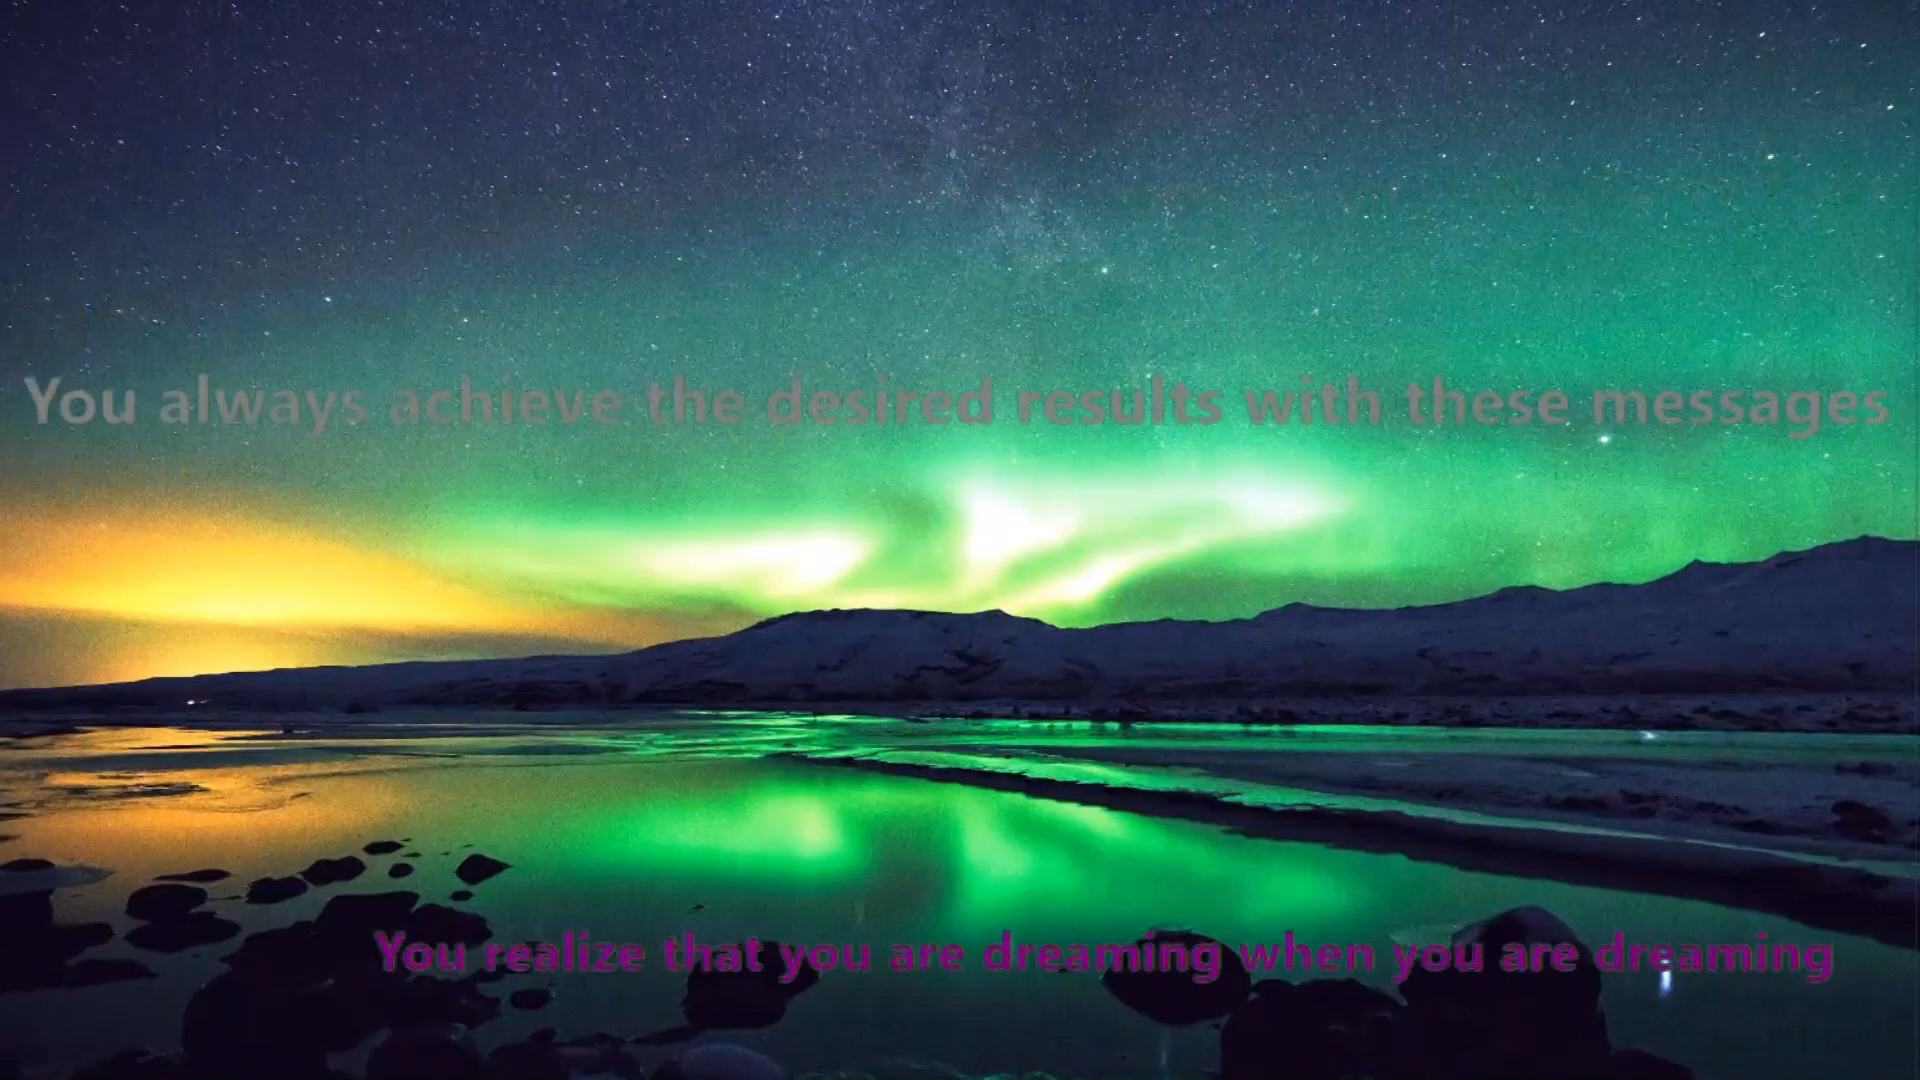 You always achieve the desired results with these messages
You realize that you are dreaming when you are dreaming